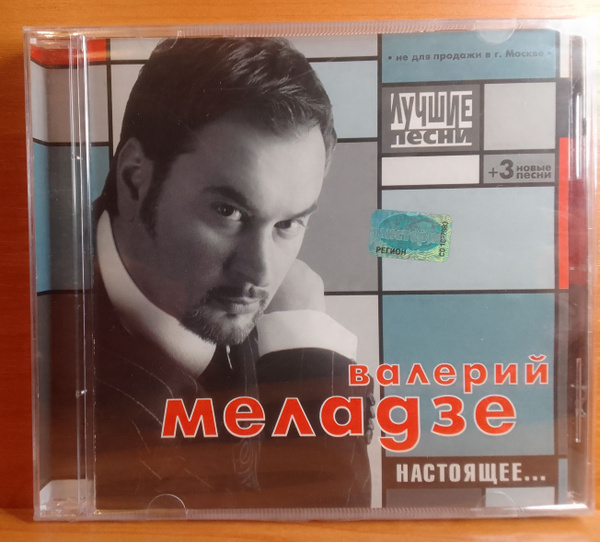 • не для продажи в г. Москва •
ЛУЧШИЕ
песни
+3 новые
песни
РЕГИОН
валерий
меладзе
НАСТОЯЩЕЕ...